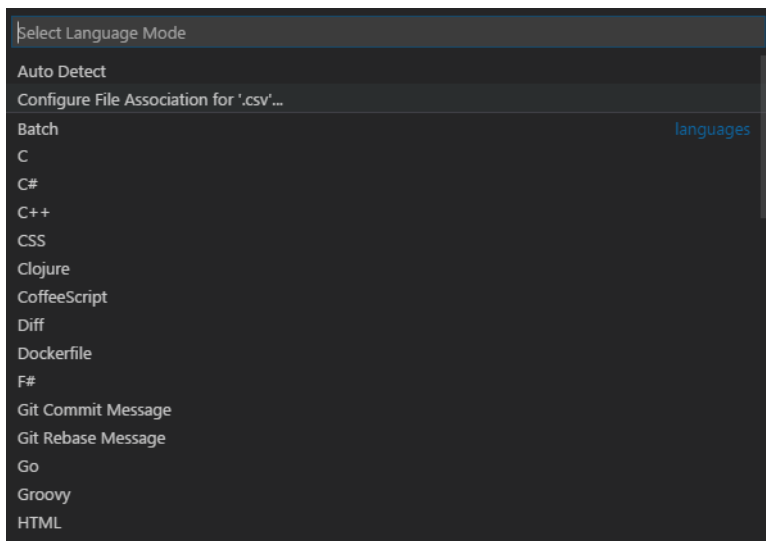 Select Language Mode
Auto Detect
Configure File Association for '.csv'...
Batch languages
C
C#
C++
CSS
Clojure
CoffeeScript
Diff
Dockerfile
F#
Git Commit Message
Git Rebase Message
Go
Groovy
HTML